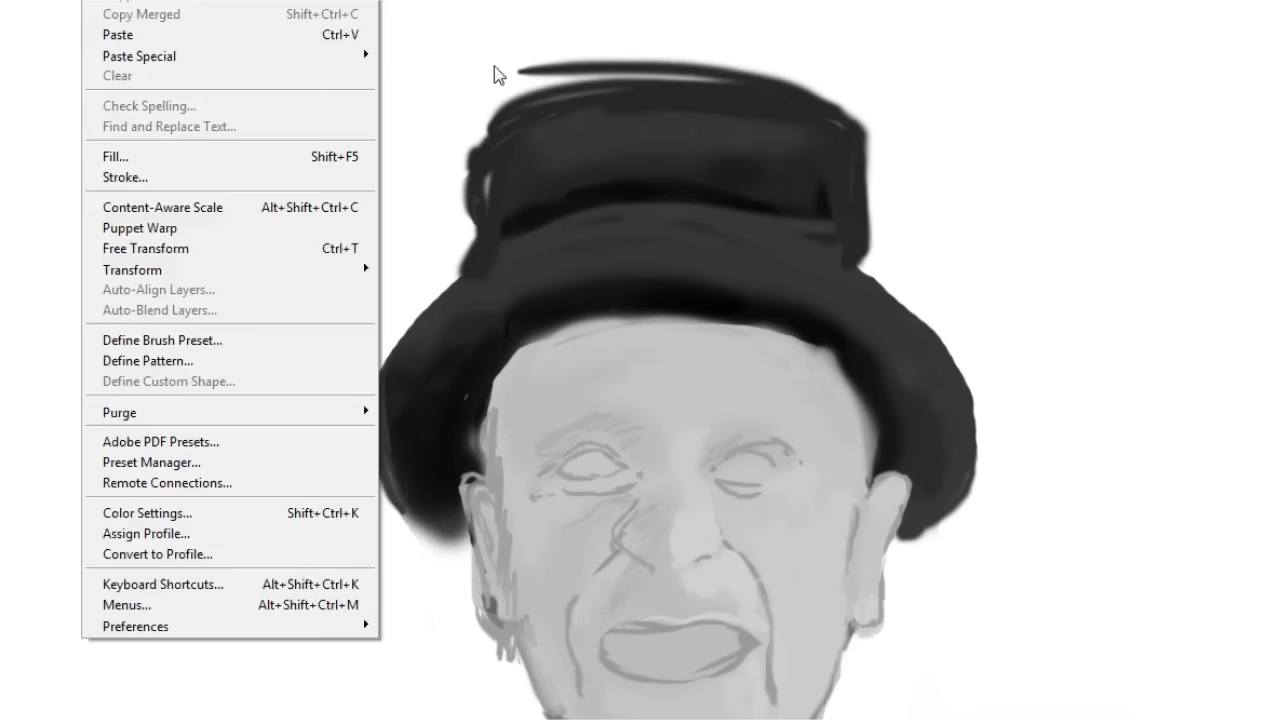 Copy Merged Shift+Ctrl+C
Paste Ctrl+V
Paste Special
Clear
Check Spelling...
Find and Replace Text...
Fill... Shift+F5
Stroke...
Content-Aware Scale Alt+Shift+Ctrl+C
Puppet Warp
Free Transform Ctrl+T
Transform
Auto-Align Layers...
Auto-Blend Layers...
Define Brush Preset...
Define Pattern...
Define Custom Shape...
Purge
Adobe PDF Presets...
Preset Manager...
Remote Connections...
Color Settings... Shift+Ctrl+K
Assign Profile...
Convert to Profile...
Keyboard Shortcuts... Alt+Shift+Ctrl+K
Menus... Alt+Shift+Ctrl+M
Preferences